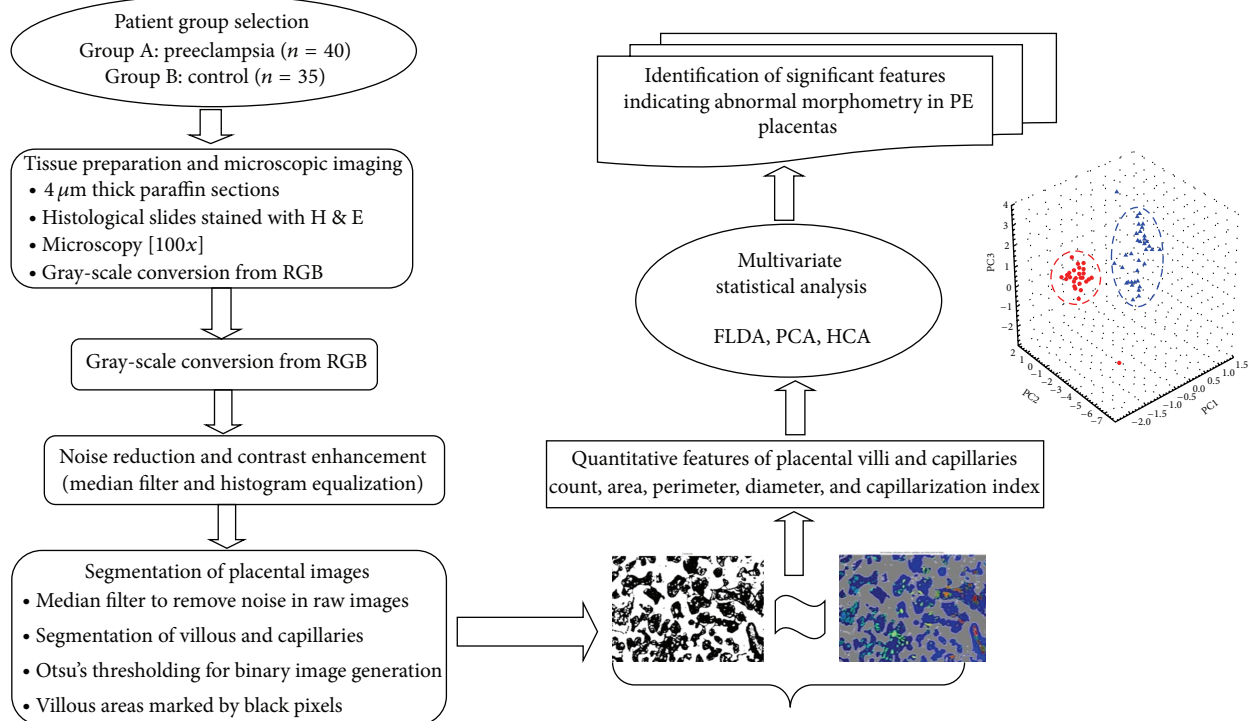 Patient group selection
Group A: preeclampsia (n = 40)
Group B: control (n = 35)
Tissue preparation and microscopic imaging
• 4 μm thick paraffin sections
• Histological slides stained with H & E
• Microscopy [100x]
• Gray-scale conversion from RGB
Gray-scale conversion from RGB
Noise reduction and contrast enhancement
(median filter and histogram equalization)
Segmentation of placental images
• Median filter to remove noise in raw images
• Segmentation of villous and capillaries
• Otsu's thresholding for binary image generation
• Villous areas marked by black pixels
Identification of significant features
indicating abnormal morphometry in PE
placentas
Multivariate
statistical analysis
FLDA, PCA, HCA
Quantitative features of placental villi and capillaries
count, area, perimeter, diameter, and capillarization index
4
3
2
1
0
−1
−2
PC3
2
1
0
−1
−2
−3
−4
−5
−6
−7
PC2
−2.0
−1.5
−1.0
−0.5
0.0
0.5
1.0
1.5
PC1